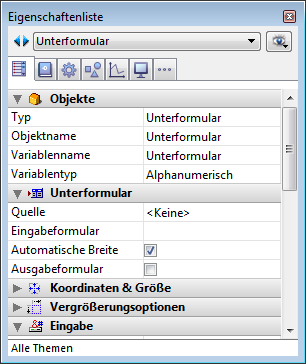 Eigenschaftenliste
Unterformular
Objekte
Typ Unterformular
Objektname Unterformular
Variablenname Unterformular
Variablentyp Alphanumerisch
Unterformular
Quelle <Keine>
Eingabeformular
Automatische Breite
Ausgabeformular
Koordinaten & Größe
Vergrößerungsoptionen
Eingabe
Alle Themen